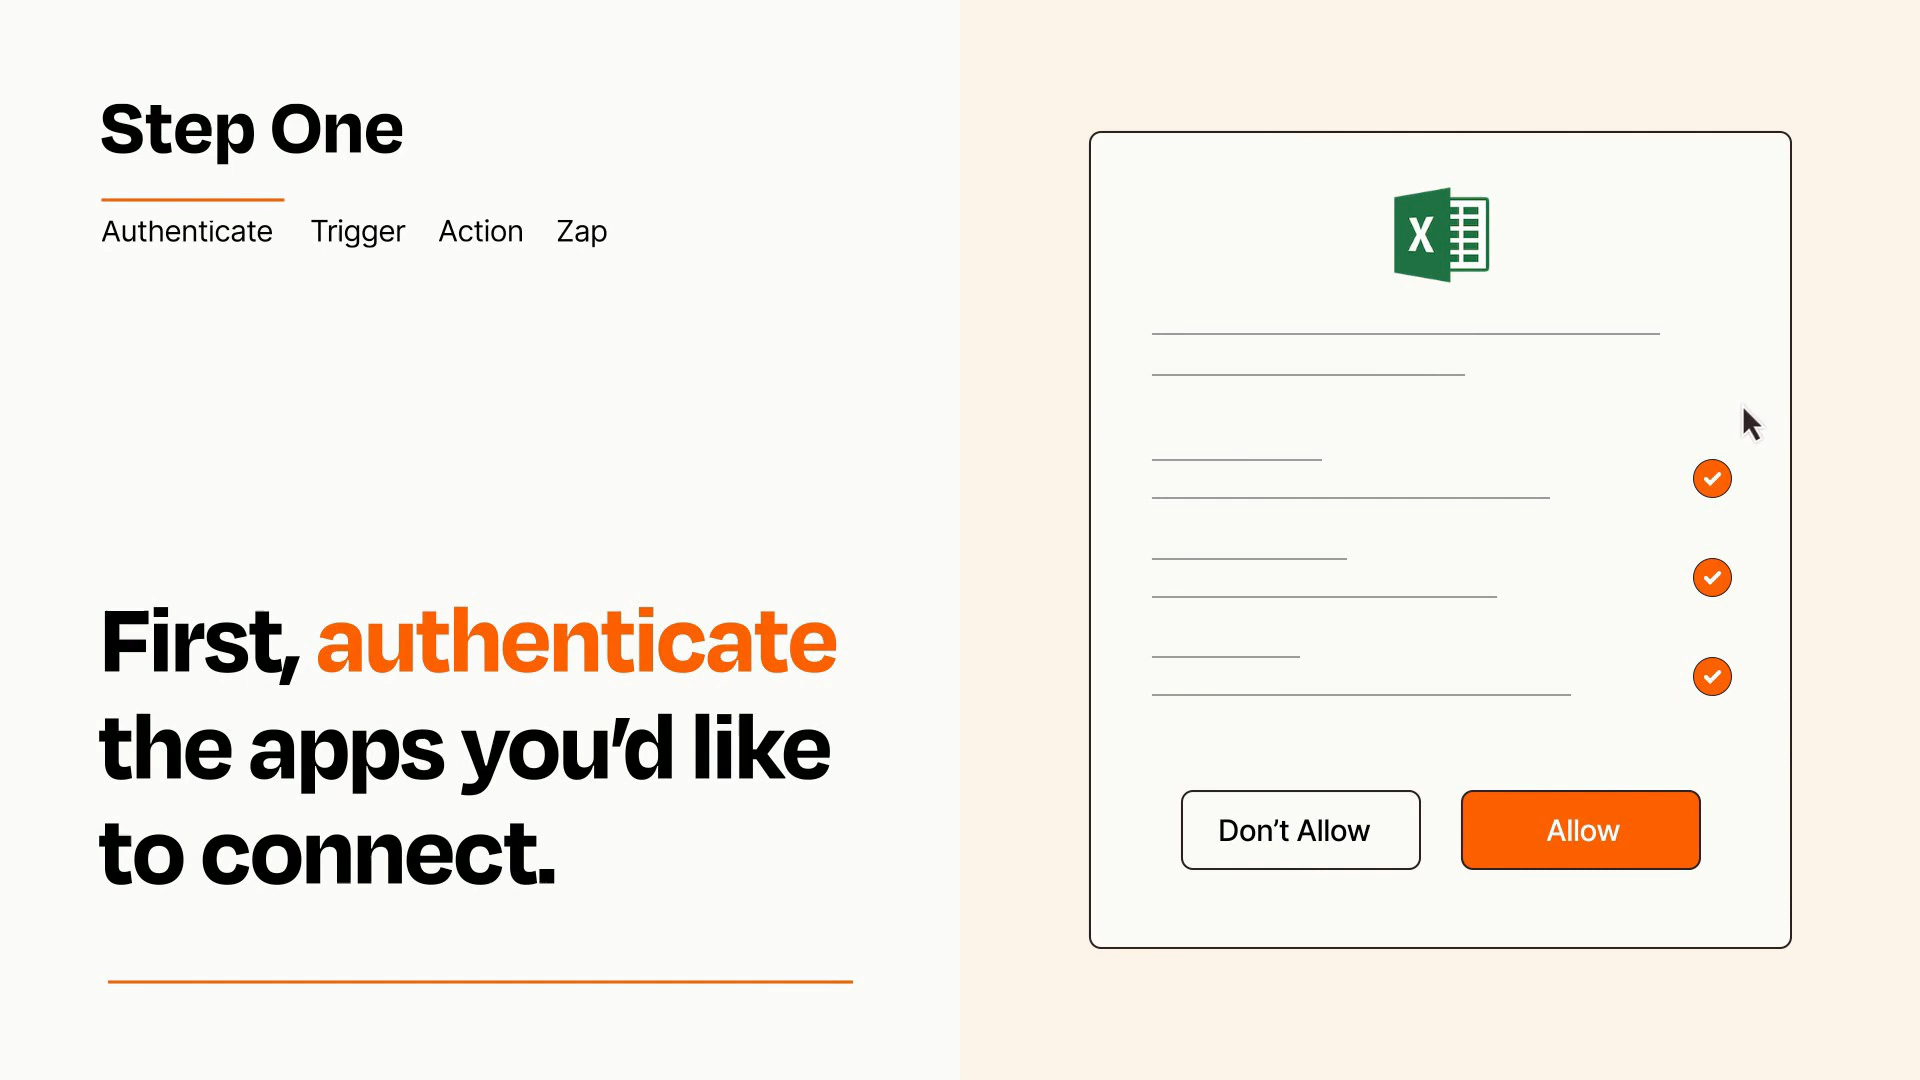 Step One
Authenticate Trigger Action Zap
First, authenticate
the apps you’d like
to connect.
X
Don’t Allow
Allow